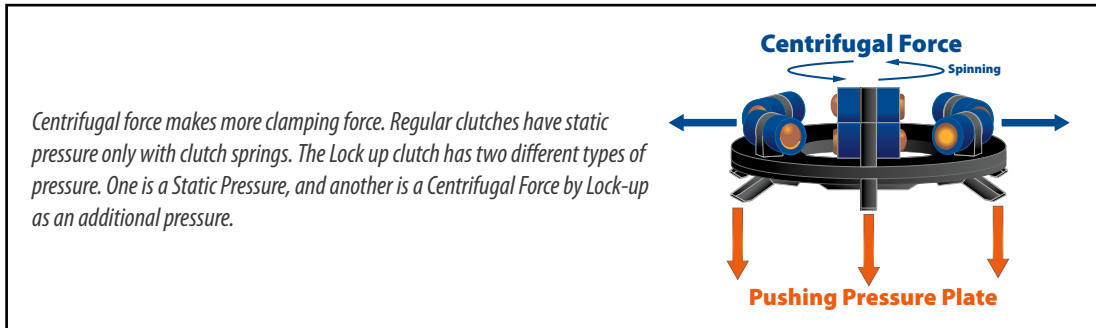 Centrifugal force makes more clamping force. Regular clutches have static
pressure only with clutch springs. The Lock up clutch has two different types of
pressure. One is a Static Pressure, and another is a Centrifugal Force by Lock-up
as an additional pressure.
Centrifugal Force
Spinning
Pushing Pressure Plate